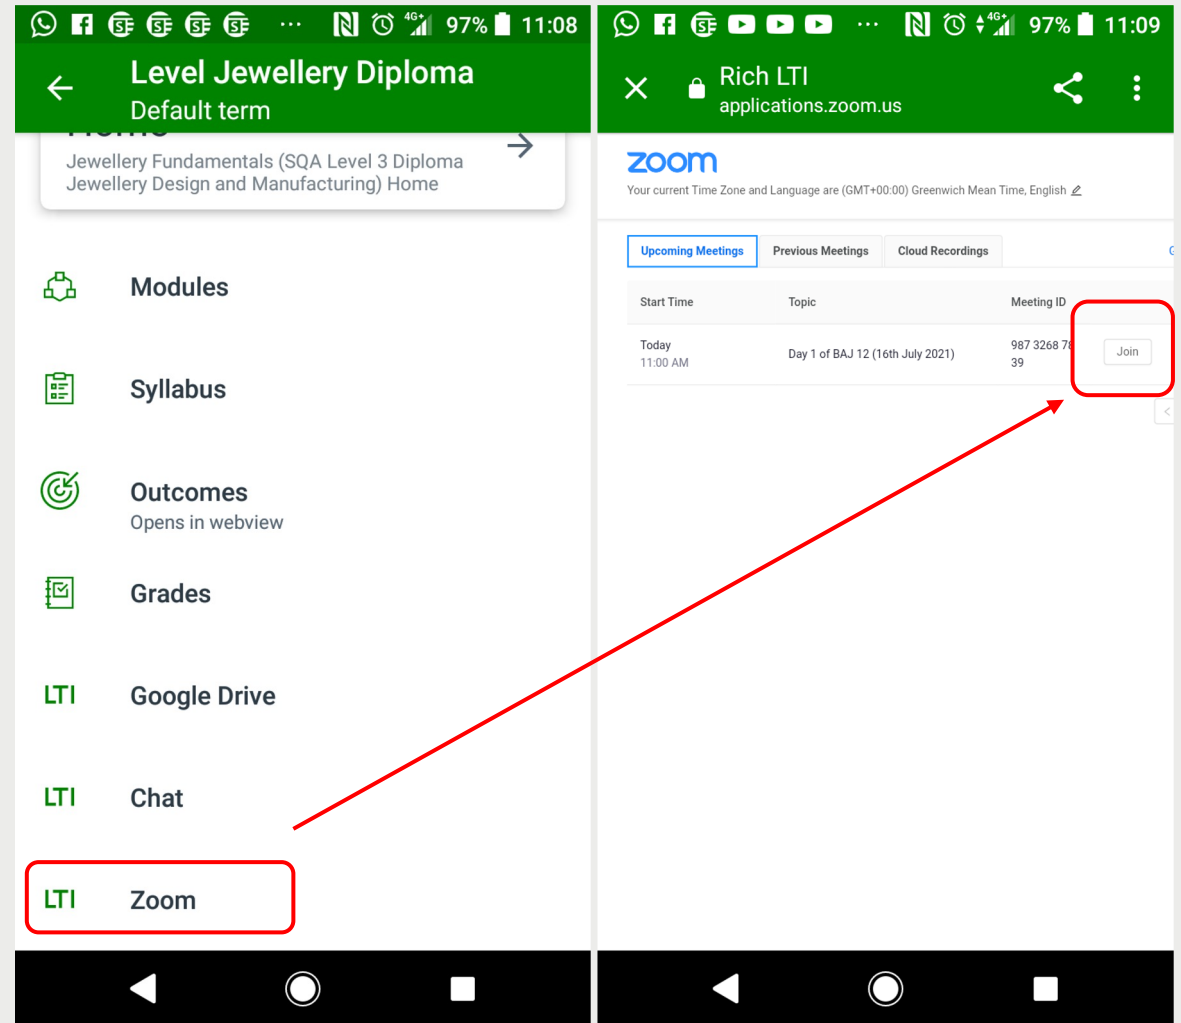 4G+ 97% 11:08
Level Jewellery Diploma
Default term
Home
Jewellery Fundamentals (SQA Level 3 Diploma
Jewellery Design and Manufacturing) Home
Modules
Syllabus
Outcomes
Opens in webview
Grades
LTI Google Drive
LTI Chat
LTI Zoom
4G+ 97% 11:09
Rich LTI
applications.zoom.us
zoom
Your current Time Zone and Language are (GMT+00:00) Greenwich Mean Time, English
Upcoming Meetings Previous Meetings Cloud Recordings
Start Time Topic Meeting ID
Today
11:00 AM
Day 1 of BAJ 12 (16th July 2021)
987 3268 78
39
Join